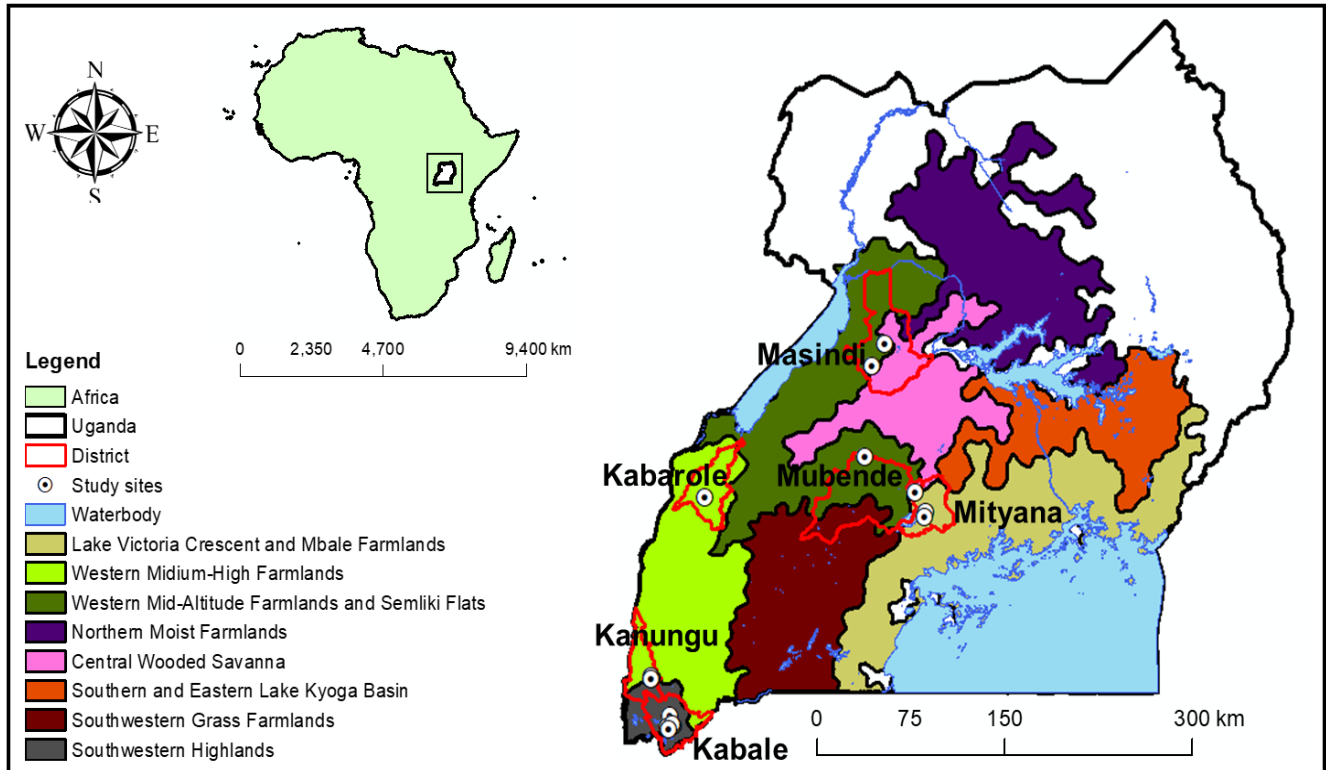 N
W E
S
0 2,350 4,700 9,400 km
Legend
Africa
Uganda
District
Study sites
Waterbody
Lake Victoria Crescent and Mbale Farmlands
Western Midium-High Farmlands
Western Mid-Altitude Farmlands and Semliki Flats
Northern Moist Farmlands
Central Wooded Savanna
Southern and Eastern Lake Kyoga Basin
Southwestern Grass Farmlands
Southwestern Highlands
Masindi
Kabarole
Mubende
Mityana
Kanungu
Kabale
0 75 150 300 km